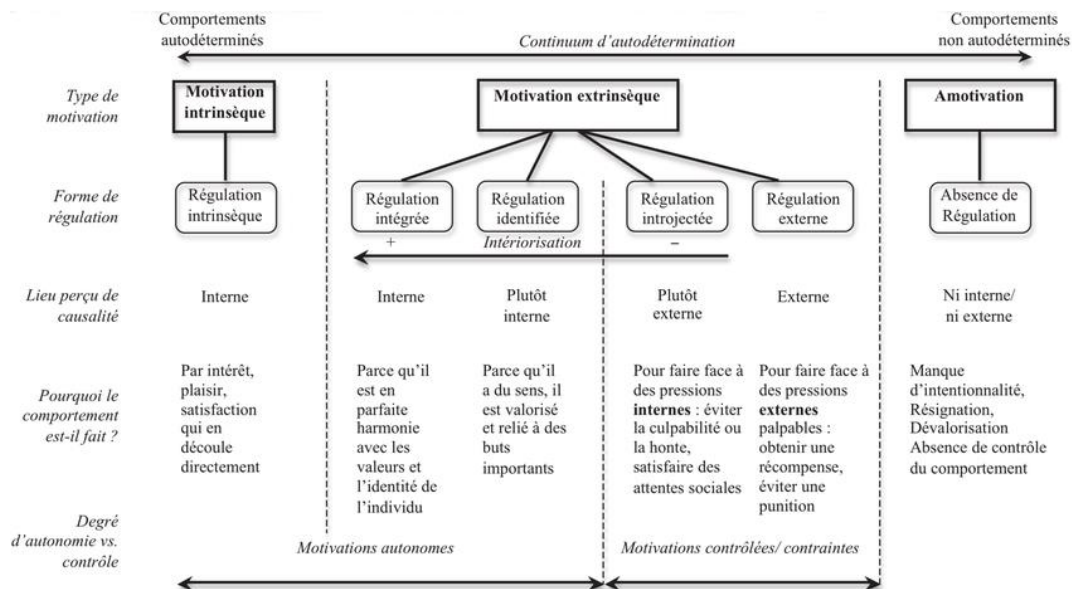 Comportements
autodéterminés
Continuum d'autodétermination
Comportements
non autodéterminés
Type de
motivation
Motivation
intrinsèque
Motivation extrinsèque
Amotivation
Forme de
régulation
Régulation
intrinsèque
Régulation
intégrée
Régulation
identifiée
Régulation
introjectée
Régulation
externe
Absence de
Régulation
+
Intériorisation
–
Lieu perçu de
causalité
Interne
Interne
Plutôt
interne
Plutôt
externe
Externe
Ni interne/
ni externe
Pourquoi le
comportement
est-il fait ?
Par intérêt,
plaisir,
satisfaction
qui en
découle
directement
Parce qu'il
est en
parfaite
harmonie
avec les
valeurs et
l'identité de
l'individu
Parce qu'il
a du sens, il
est valorisé
et relié à des
buts
importants
Pour faire face à
des pressions
internes : éviter
la culpabilité ou
la honte,
satisfaire des
attentes sociales
Pour faire face à
des pressions
externes
palpables :
obtenir une
récompense,
éviter une
punition
Manque
d'intentionnalité,
Résignation,
Dévalorisation
Absence de contrôle
du comportement
Degré
d'autonomie vs.
contrôle
Motivations autonomes
Motivations contrôlées/ contraintes